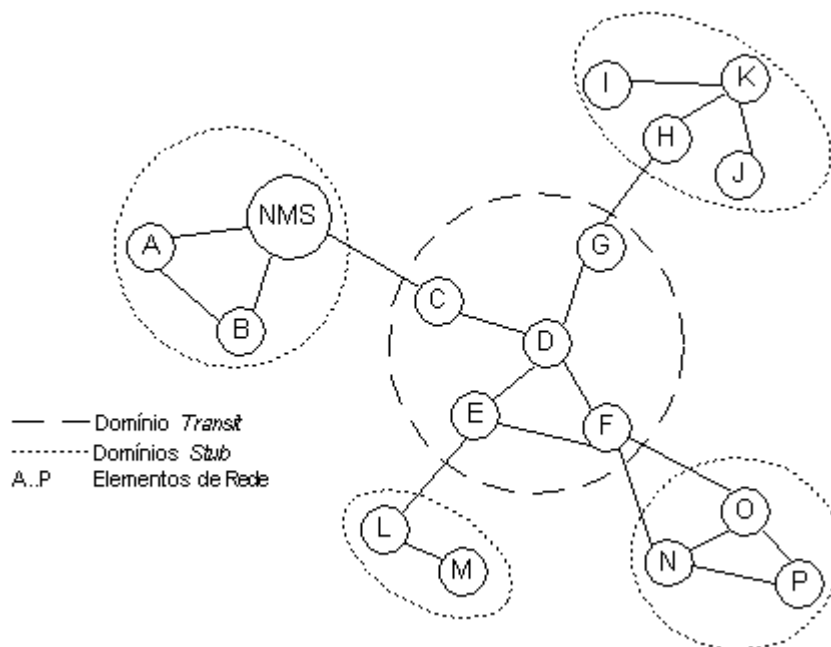 I
K
H
J
NMS
A
G
C
B
D
E
F
Domínio Transit
Domínios Stub
A..P Elementos de Rede
L
M
O
N
P